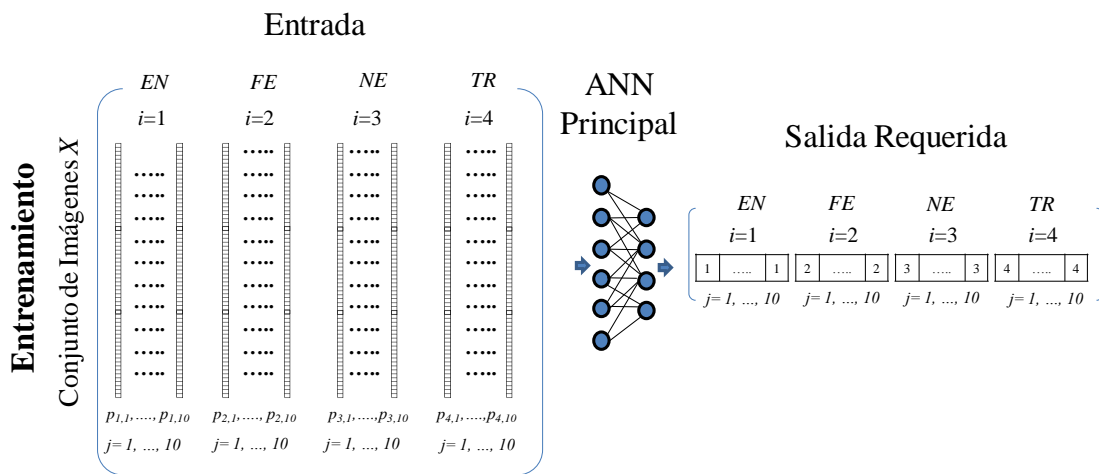 Entrada
EN FE NE TR
i=1 i=2 i=3 i=4
Entrenamiento
Conjunto de Imágenes X
p1,1,...., p1,10 p2,1,...., p2,10 p3,1,....,p3,10 p4,1,....,p4,10
j= 1, ..., 10 j= 1, ..., 10 j= 1, ..., 10 j= 1, ..., 10
ANN
Principal
Salida Requerida
EN FE NE TR
i=1 i=2 i=3 i=4
1 ..... 1 2 ..... 2 3 ..... 3 4 ..... 4
j= 1, ..., 10 j= 1, ..., 10 j= 1, ..., 10 j= 1, ..., 10